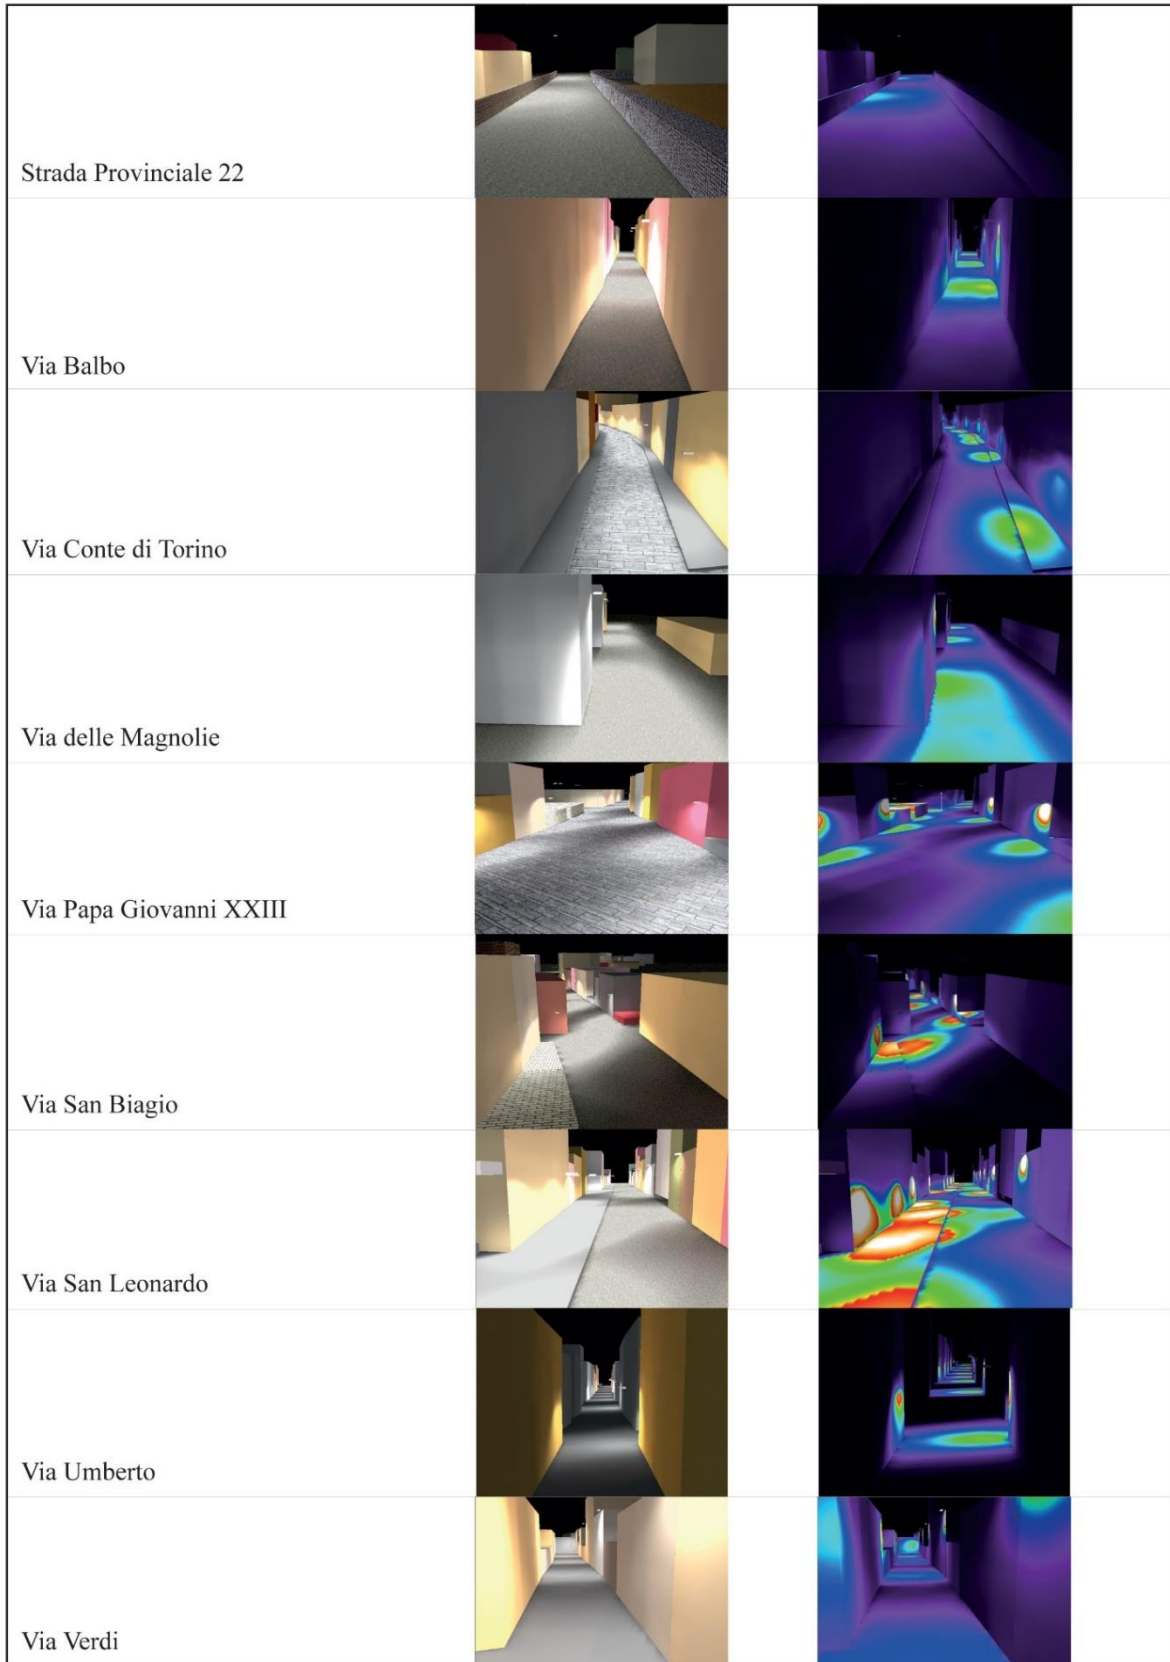 Strada Provinciale 22
Via Balbo
Via Conte di Torino
Via delle Magnolie
Via Papa Giovanni XXIII
Via San Biagio
Via San Leonardo
Via Umberto
Via Verdi